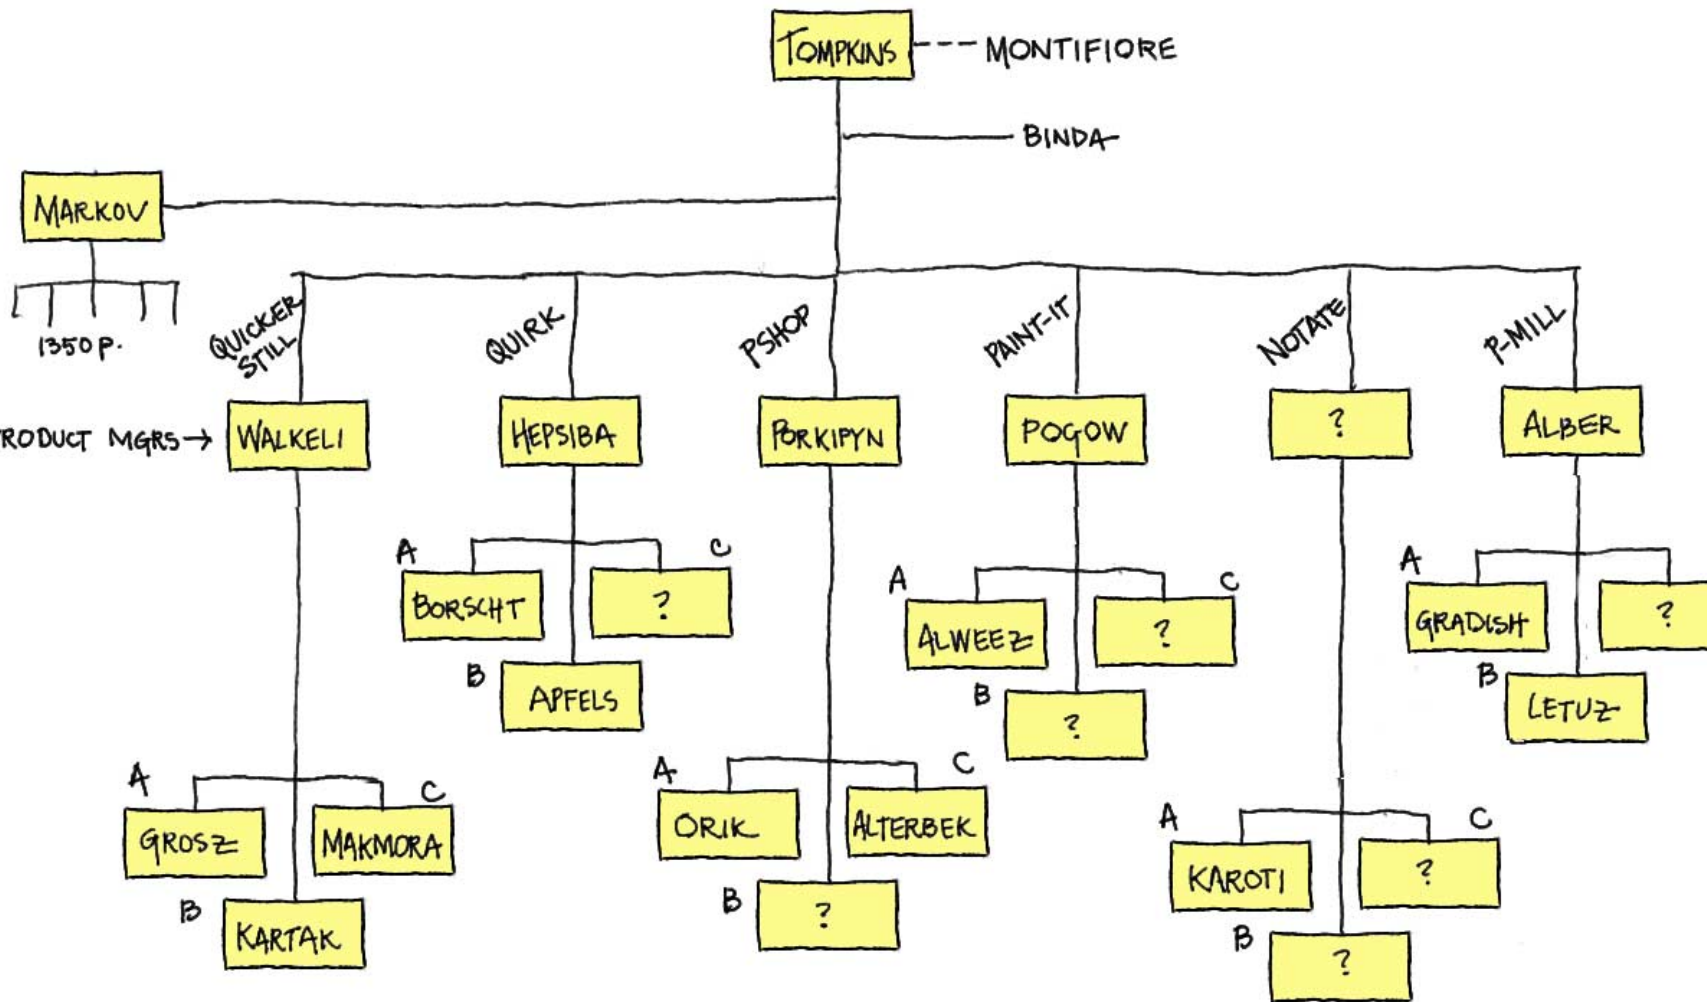 TOMPKINS
MONTIFIORE
BINDA
MARKOV
1350 P.
QUICKER
STILL
QUIRK
PSHOP
PAINT-IT
NOTATE
P-MILL
RODUCT MGRS →
WALKELI
HEPSIBA
PORKIPYN
POGOW
?
ALBER
A
BORSCHT
C
?
B
APFELS
A
ALWEEZ
C
?
B
?
A
GRADISH
?
B
LETUZ
A
GROSZ
C
MAKMORA
B
KARTAK
A
ORIK
C
ALTERBEK
B
?
A
KAROTI
C
?
B
?